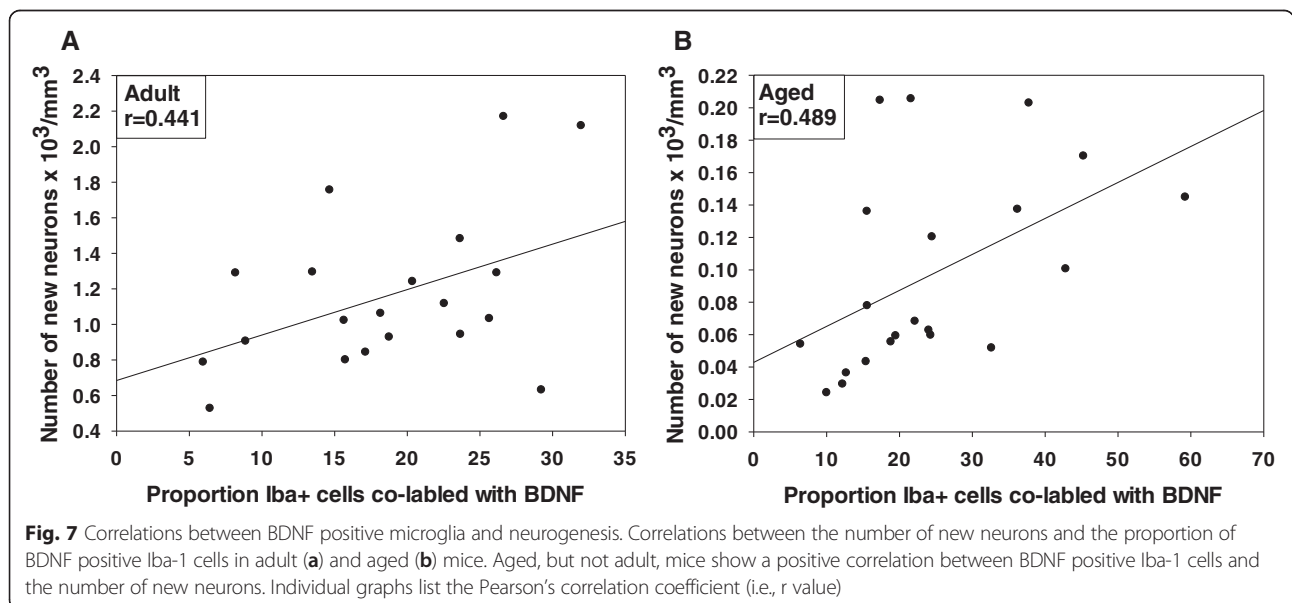 A
Number of new neurons x 10³/mm³
2.4
2.2
2.0
1.8
1.6
1.4
1.2
1.0
0.8
0.6
0.4
Adult
r=0.441
0 5 10 15 20 25 30 35
Proportion Iba+ cells co-labled with BDNF
B
Number of new neurons x 10³/mm³
0.22
0.20
0.18
0.16
0.14
0.12
0.10
0.08
0.06
0.04
0.02
0.00
Aged
r=0.489
0 10 20 30 40 50 60 70
Proportion Iba+ cells co-labled with BDNF
Fig. 7 Correlations between BDNF positive microglia and neurogenesis. Correlations between the number of new neurons and the proportion of
BDNF positive Iba-1 cells in adult (a) and aged (b) mice. Aged, but not adult, mice show a positive correlation between BDNF positive Iba-1 cells and
the number of new neurons. Individual graphs list the Pearson's correlation coefficient (i.e., r value)